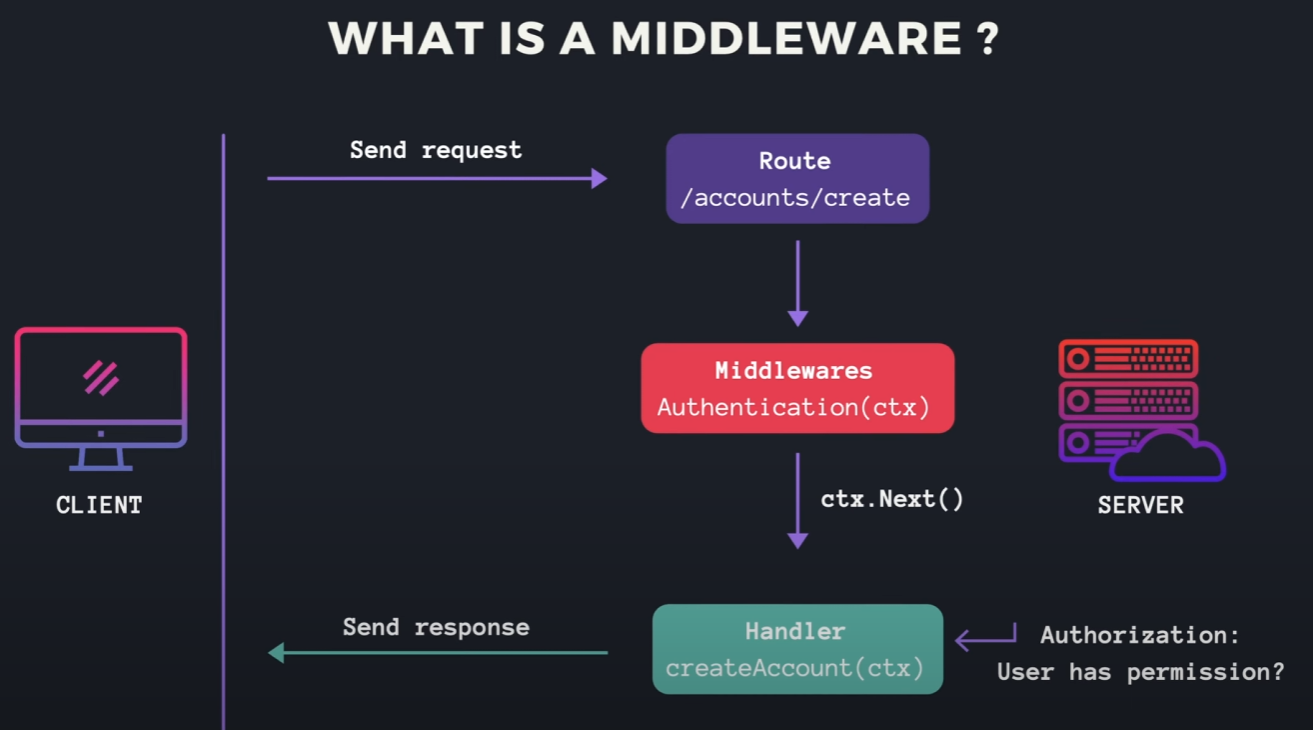 WHAT IS A MIDDLEWARE ?
Send request
Route
/accounts/create
Middlewares
Authentication(ctx)
CLIENT
ctx.Next()
SERVER
Send response
Handler
createAccount(ctx)
Authorization:
User has permission?